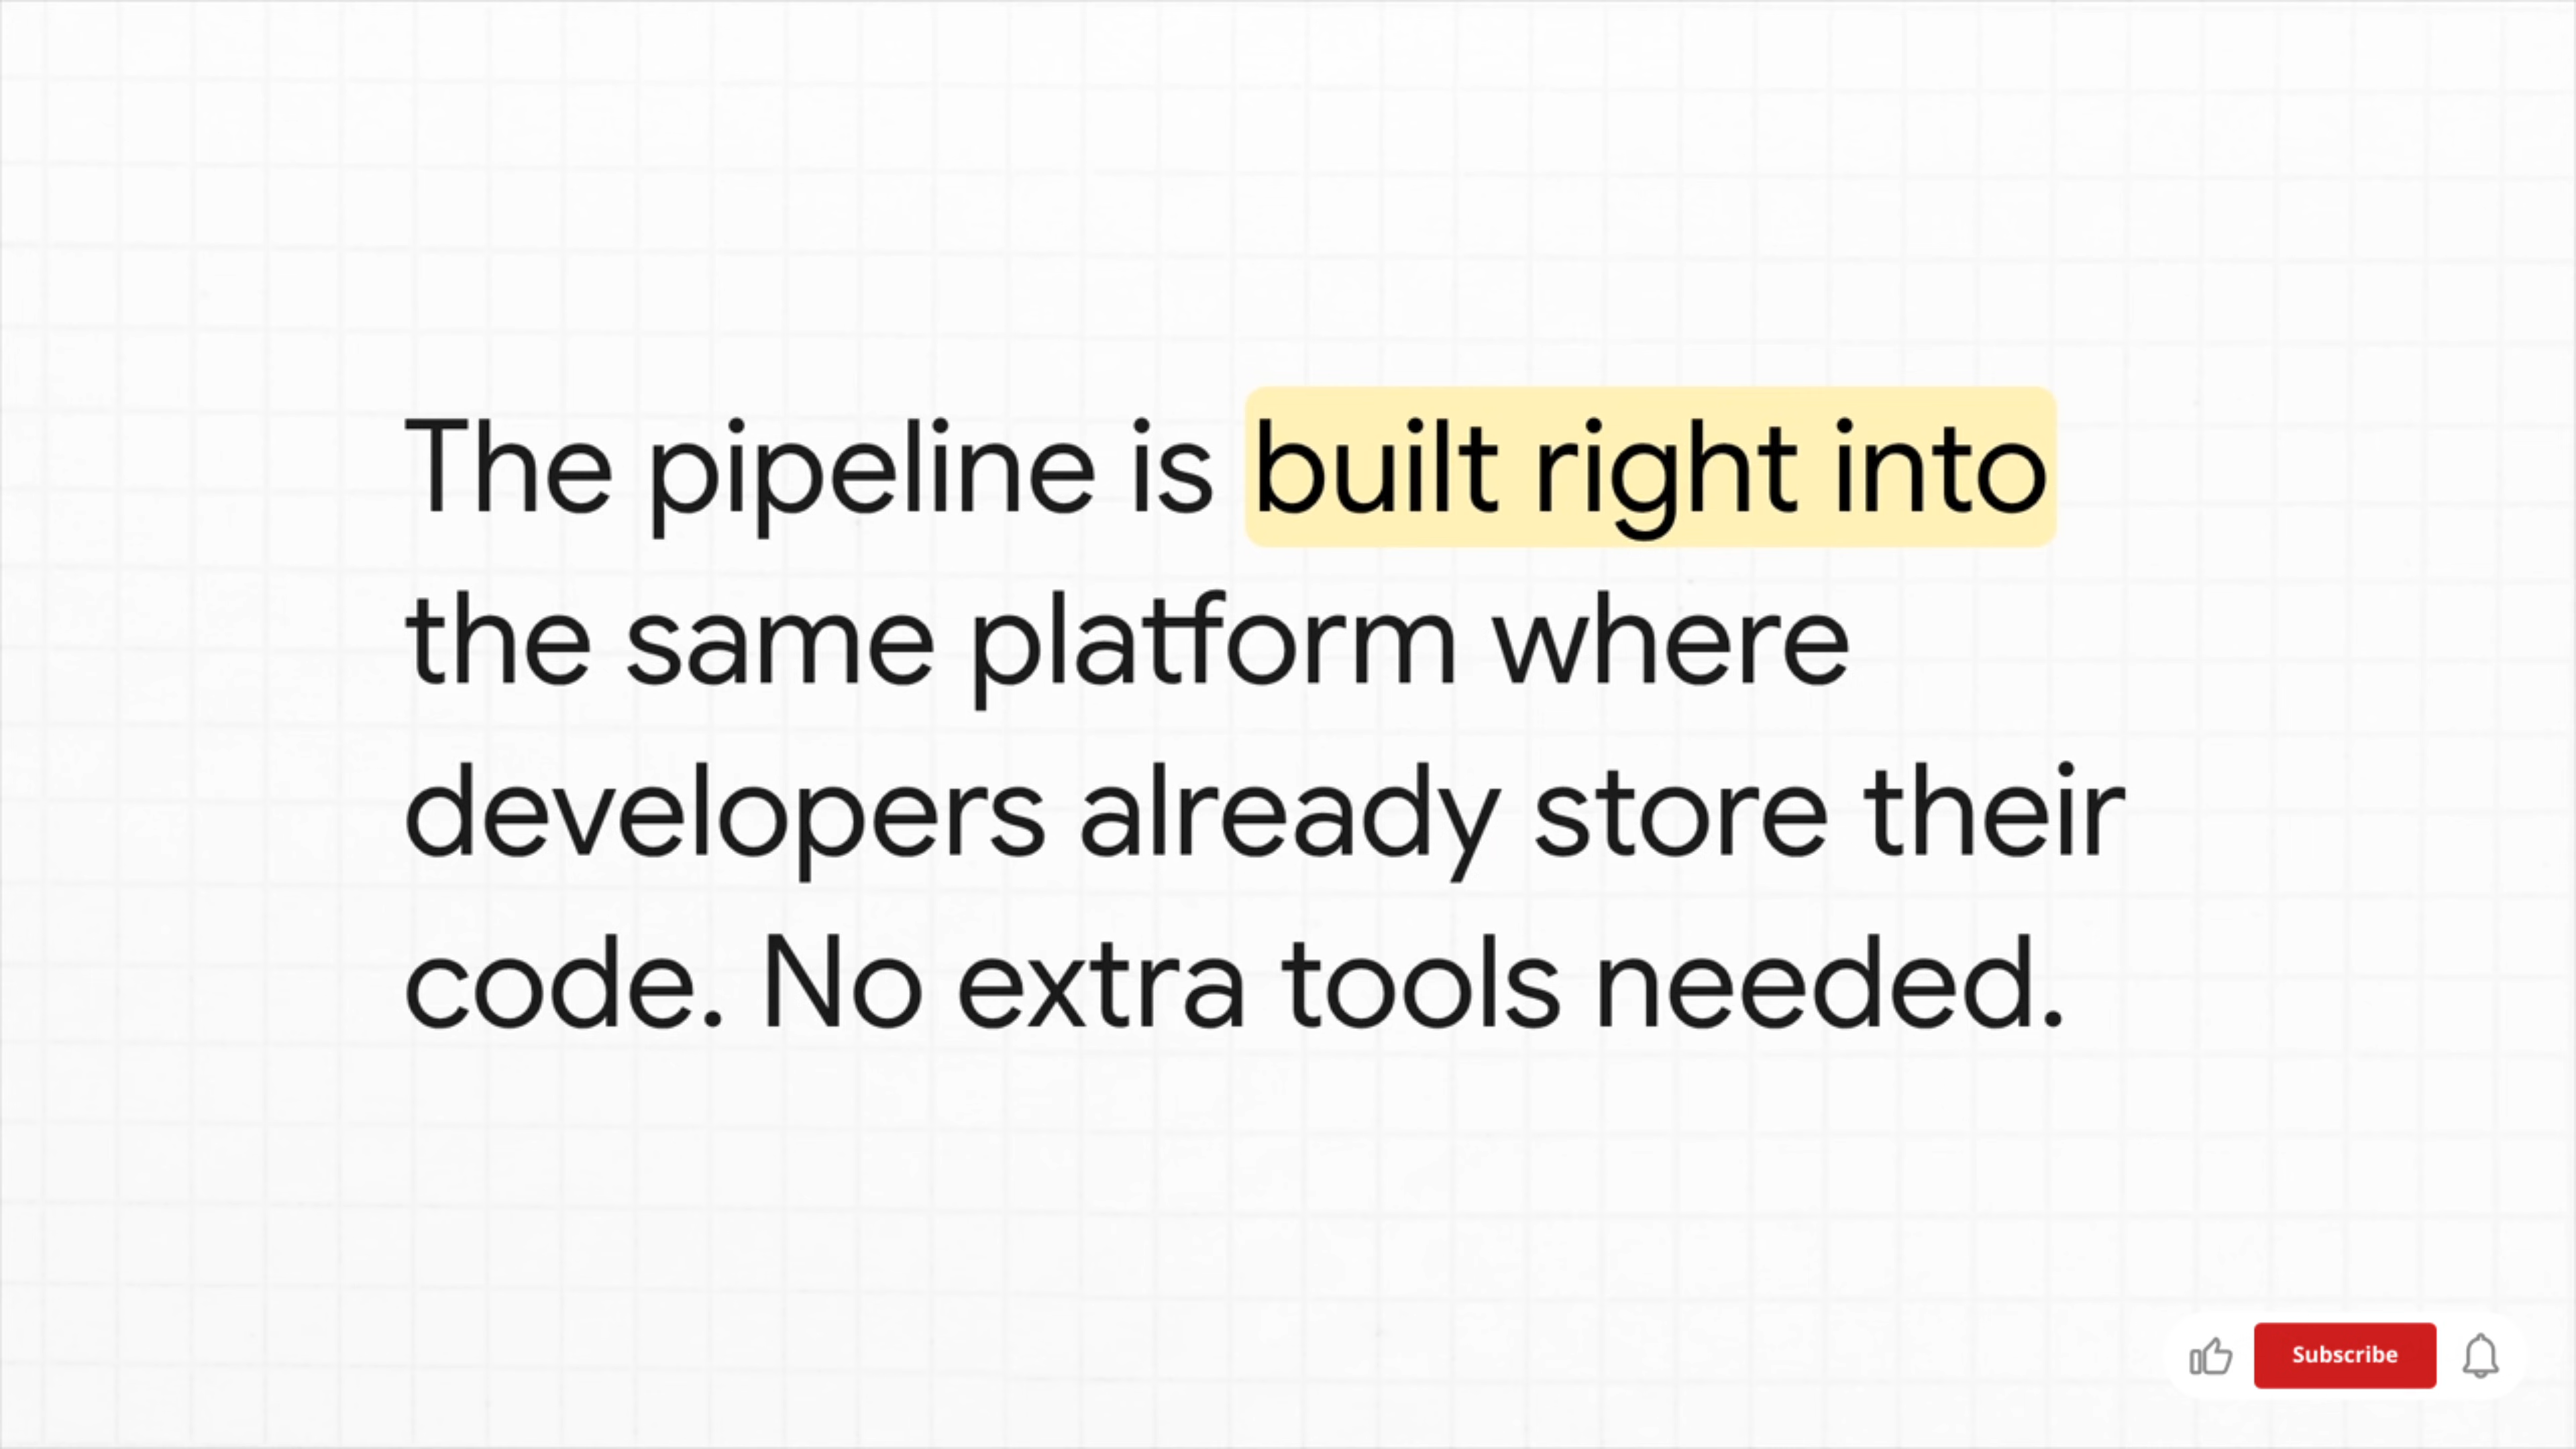 The pipeline is built right into
the same platform where
developers already store their
code. No extra tools needed.
Subscribe